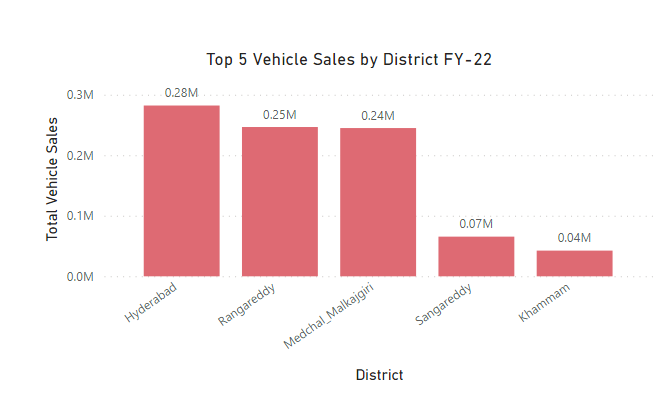 Top 5 Vehicle Sales by District FY-22
Total Vehicle Sales
0.3M
0.2M
0.1M
0.0M
0.28M
0.25M
0.24M
0.07M
0.04M
Hyderabad
Rangareddy
Medchal_Malkajgiri
Sangareddy
Khammam
District